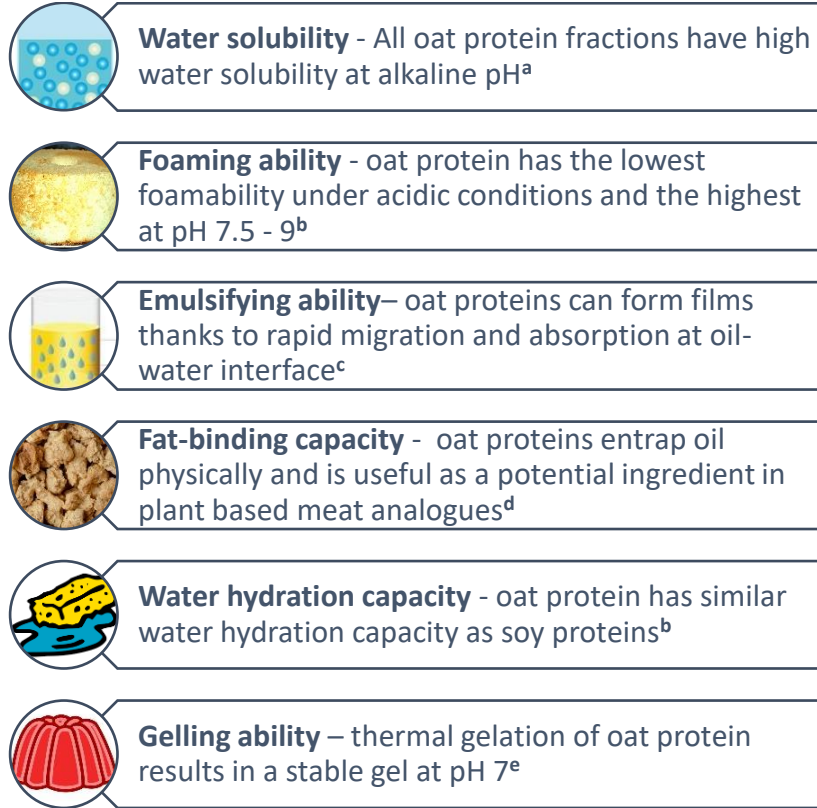 Water solubility - All oat protein fractions have high
water solubility at alkaline pHᵃ
Foaming ability - oat protein has the lowest
foamability under acidic conditions and the highest
at pH 7.5 - 9ᵇ
Emulsifying ability– oat proteins can form films
thanks to rapid migration and absorption at oil-
water interfaceᶜ
Fat-binding capacity - oat proteins entrap oil
physically and is useful as a potential ingredient in
plant based meat analoguesᵈ
Water hydration capacity - oat protein has similar
water hydration capacity as soy proteinsᵇ
Gelling ability – thermal gelation of oat protein
results in a stable gel at pH 7ᵉ